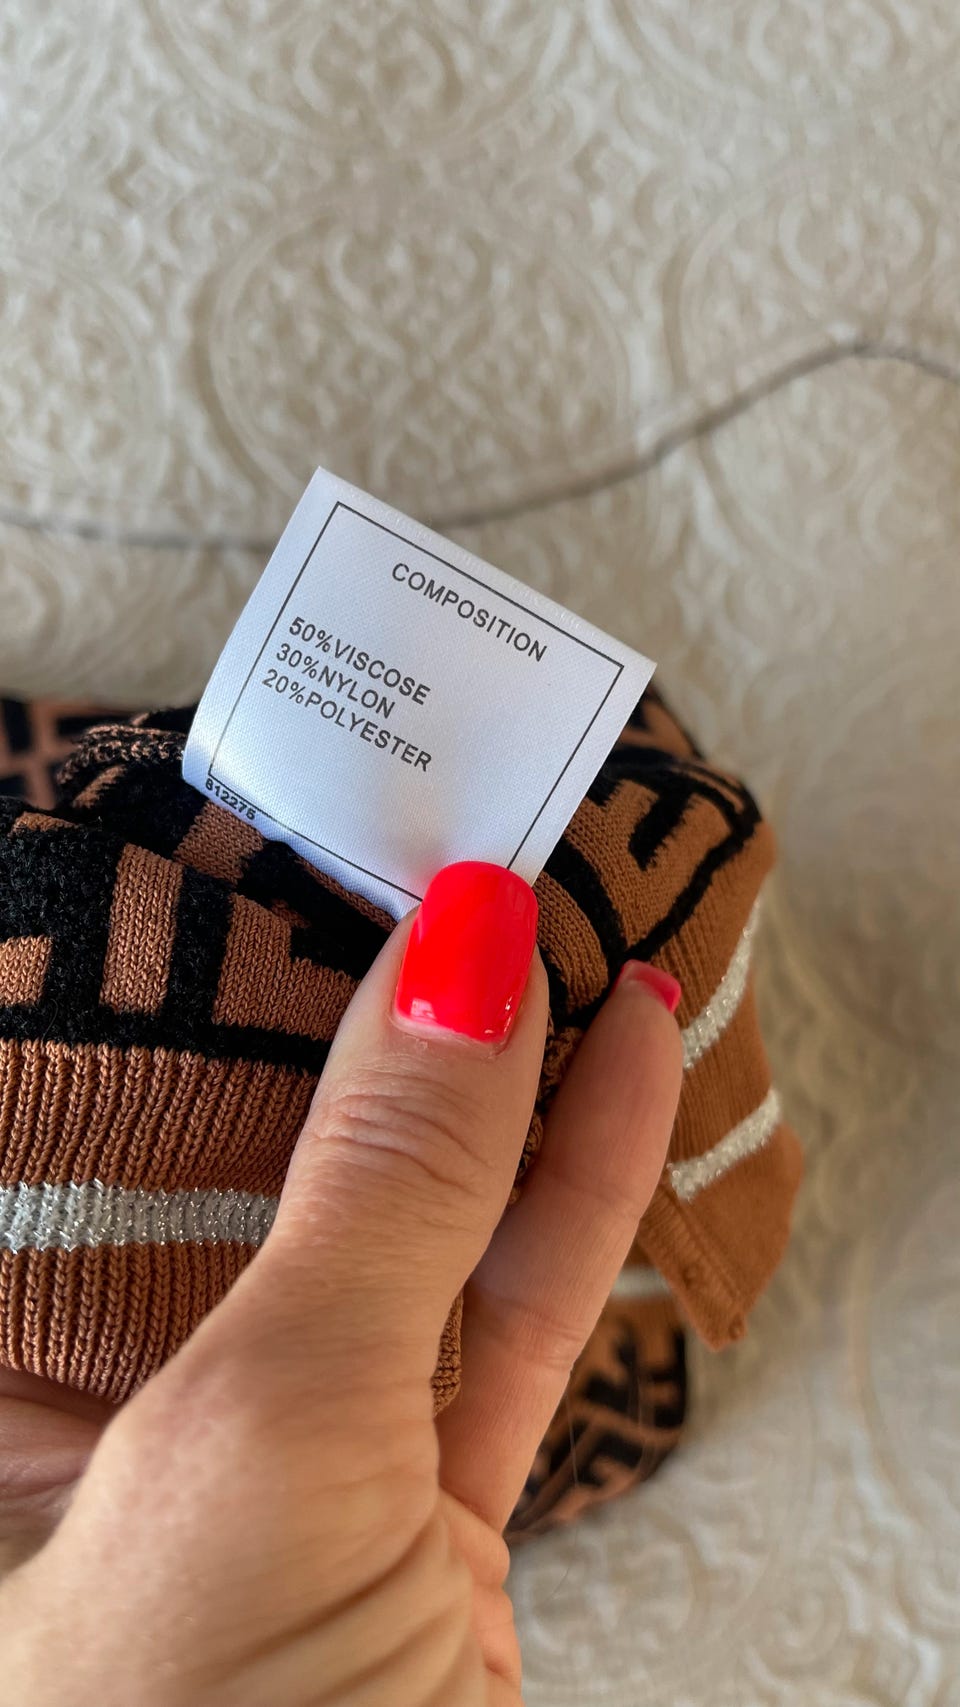 COMPOSITION
50%VISCOSE
30%NYLON
20%POLYESTER
812275